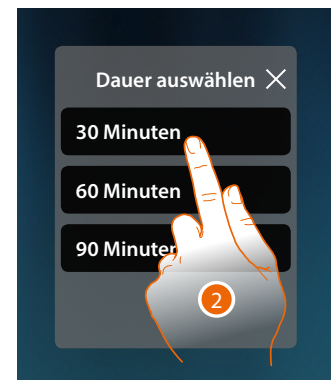 Dauer auswählen
30 Minuten
60 Minuten
90 Minuten
2